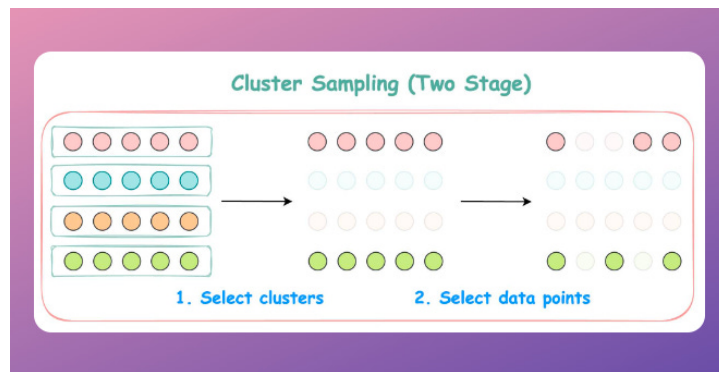 Cluster Sampling (Two Stage)
1. Select clusters
2. Select data points